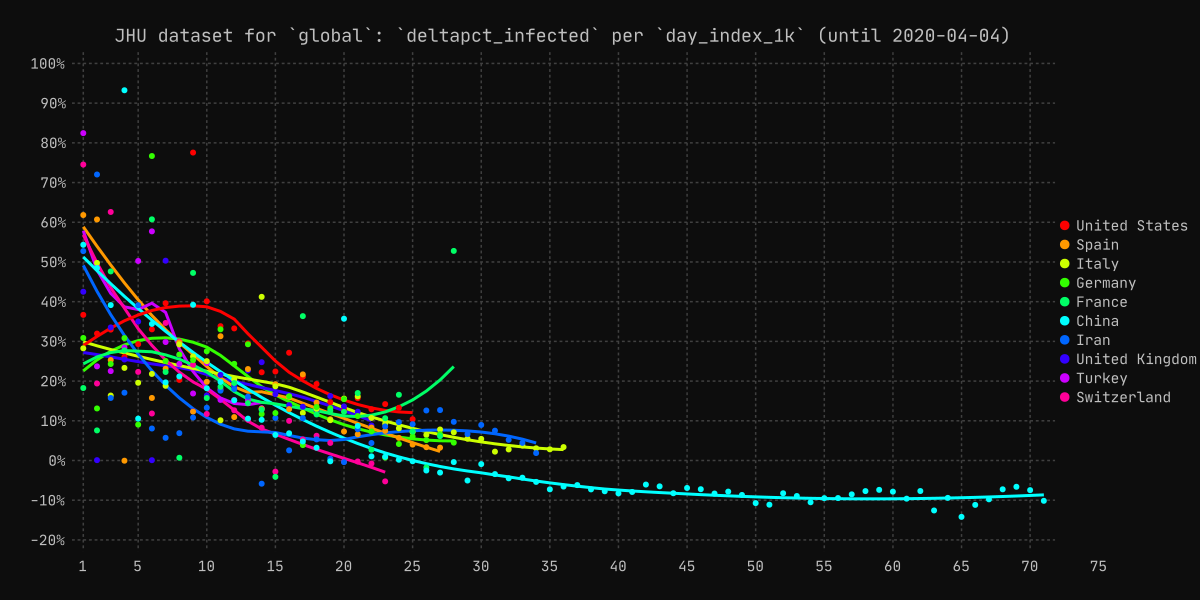 JHU dataset for `global`: `deltapct_infected` per `day_index_1k` (until 2020-04-04)
100%
90%
80%
70%
60%
50%
40%
30%
20%
10%
0%
-10%
-20%
1 5 10 15 20 25 30 35 40 45 50 55 60 65 70 75
United States
Spain
Italy
Germany
France
China
Iran
United Kingdom
Turkey
Switzerland